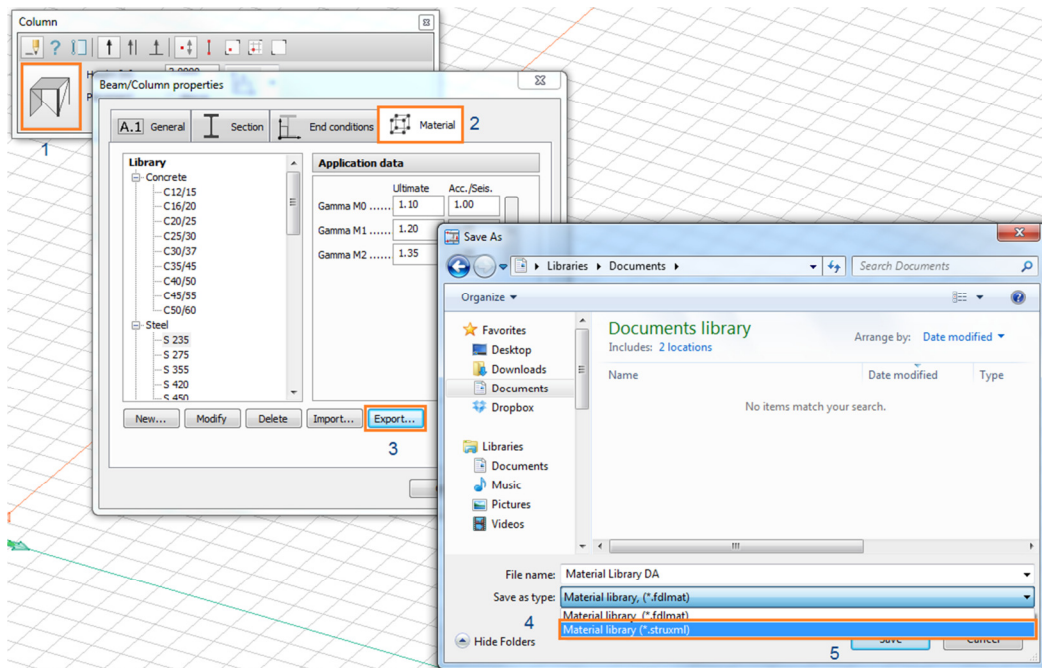 Column
1
Beam/Column properties
A.1 General
Section
End conditions
Material
2
Library
Concrete
C12/15
C16/20
C20/25
C25/30
C30/37
C35/45
C40/50
C45/55
C50/60
Steel
S 235
S 275
S 355
S 420
S 450
Application data
Ultimate Acc./Seis.
Gamma M0 ...... 1.10 1.00
Gamma M1 ...... 1.20
Gamma M2 ...... 1.35
New... Modify Delete Import... Export...
3
Save As
Libraries Documents
Search Documents
Organize
Favorites
Desktop
Downloads
Documents
Dropbox
Libraries
Documents
Music
Pictures
Videos
Documents library
Includes: 2 locations
Arrange by: Date modified
Name Date modified Type
No items match your search.
File name: Material Library DA
Save as type: Material library, (*.fdlmat)
Material library, (*.fdlmat)
4
Material library (*.struxml)
Hide Folders
Save Cancel
5